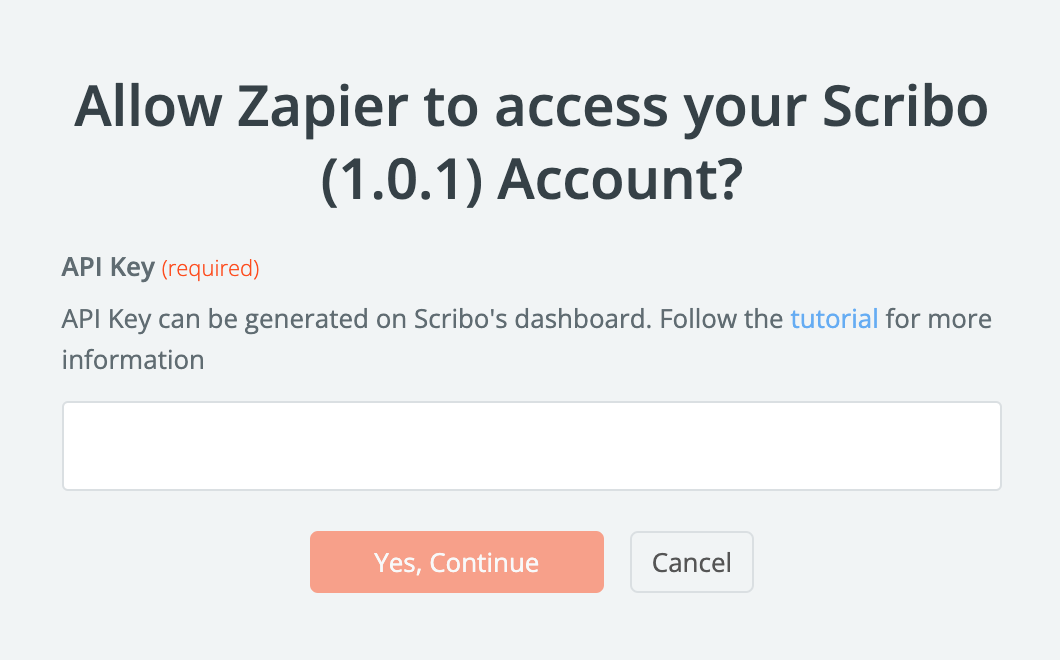 Allow Zapier to access your Scribo
(1.0.1) Account?
API Key (required)
API Key can be generated on Scribo's dashboard. Follow the tutorial for more
information
Yes, Continue
Cancel